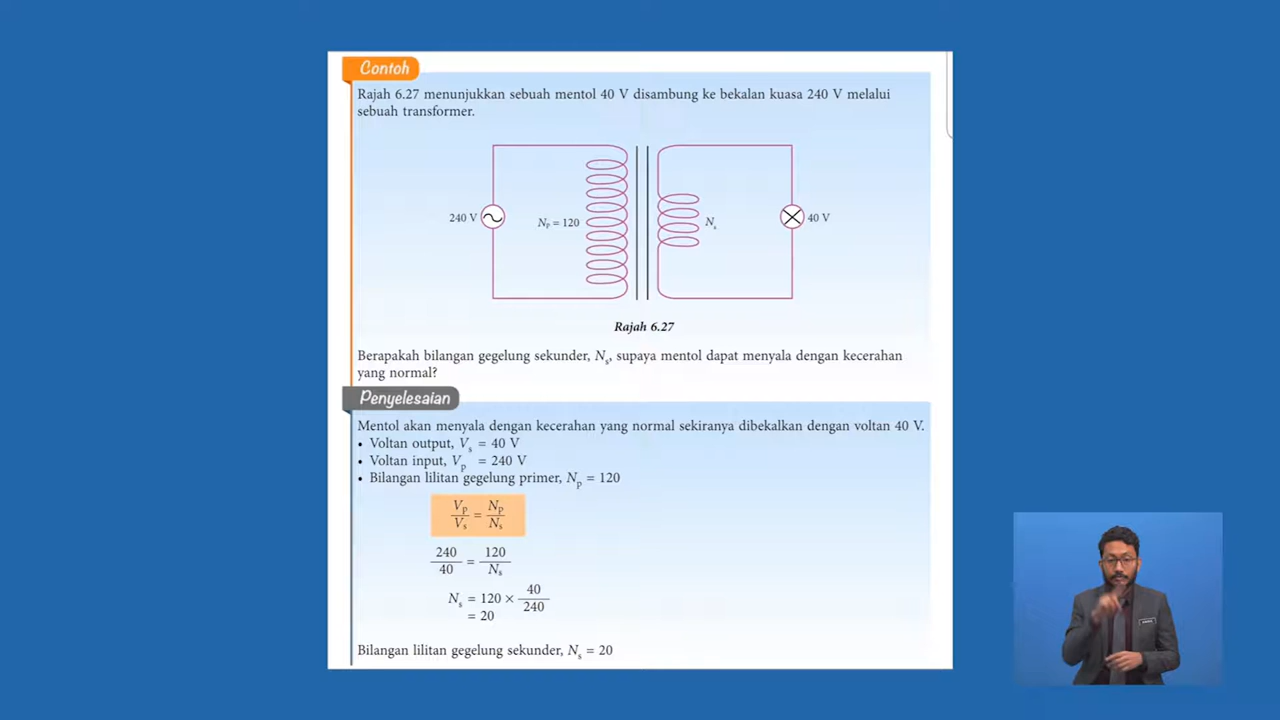 Contoh
Rajah 6.27 menunjukkan sebuah mentol 40 V disambung ke bekalan kuasa 240 V melalui
sebuah transformer.
240 V
Nₚ = 120
Nₛ
40 V
Rajah 6.27
Berapakah bilangan gegelung sekunder, Nₛ, supaya mentol dapat menyala dengan kecerahan
yang normal?
Penyelesaian
Mentol akan menyala dengan kecerahan yang normal sekiranya dibekalkan dengan voltan 40 V.
• Voltan output, Vₛ = 40 V
• Voltan input, Vₚ = 240 V
• Bilangan lilitan gegelung primer, Nₚ = 120
Vₚ/Vₛ = Nₚ/Nₛ
240/40 = 120/Nₛ
Nₛ = 120 × 40/240
= 20
Bilangan lilitan gegelung sekunder, Nₛ = 20